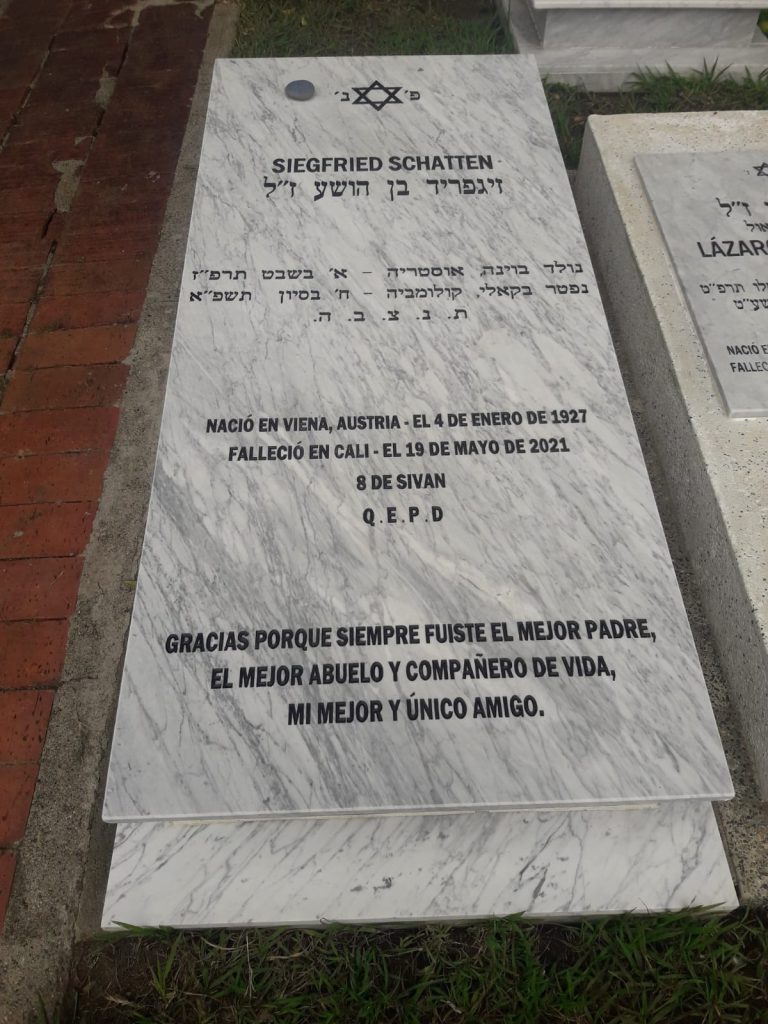 פ׳ נ׳
SIEGFRIED SCHATTEN
זיגפריד בן הושע ז״ל
נולד בוינה, אוסטריה - א׳ בשבט תרפ״ז
נפטר בקאלי, קולומביה - ח׳ בסיון תשפ״א
ת. נ. צ. ב. ה.
NACIÓ EN VIENA, AUSTRIA - EL 4 DE ENERO DE 1927
FALLECIÓ EN CALI - EL 19 DE MAYO DE 2021
8 DE SIVAN
Q.E.P.D
GRACIAS PORQUE SIEMPRE FUISTE EL MEJOR PADRE,
EL MEJOR ABUELO Y COMPAÑERO DE VIDA,
MI MEJOR Y ÚNICO AMIGO.
ז״ל
תרפ״ט
NACIÓ